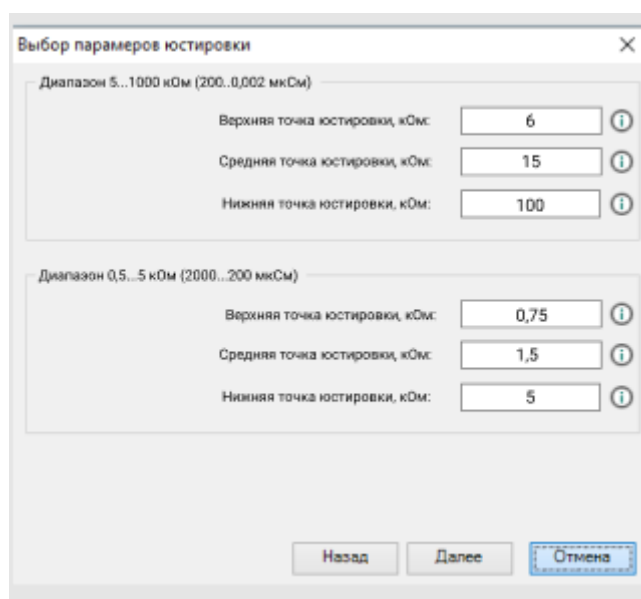 Выбор парамеров юстировки
Диапазон 5...1000 кОм (200..0,002 мкСм)
Верхняя точка юстировки, кОм: 6
Средняя точка юстировки, кОм: 15
Нижняя точка юстировки, кОм: 100
Диапазон 0,5...5 кОм (2000...200 мкСм)
Верхняя точка юстировки, кОм: 0,75
Средняя точка юстировки, кОм: 1,5
Нижняя точка юстировки, кОм: 5
Назад Далее Отмена